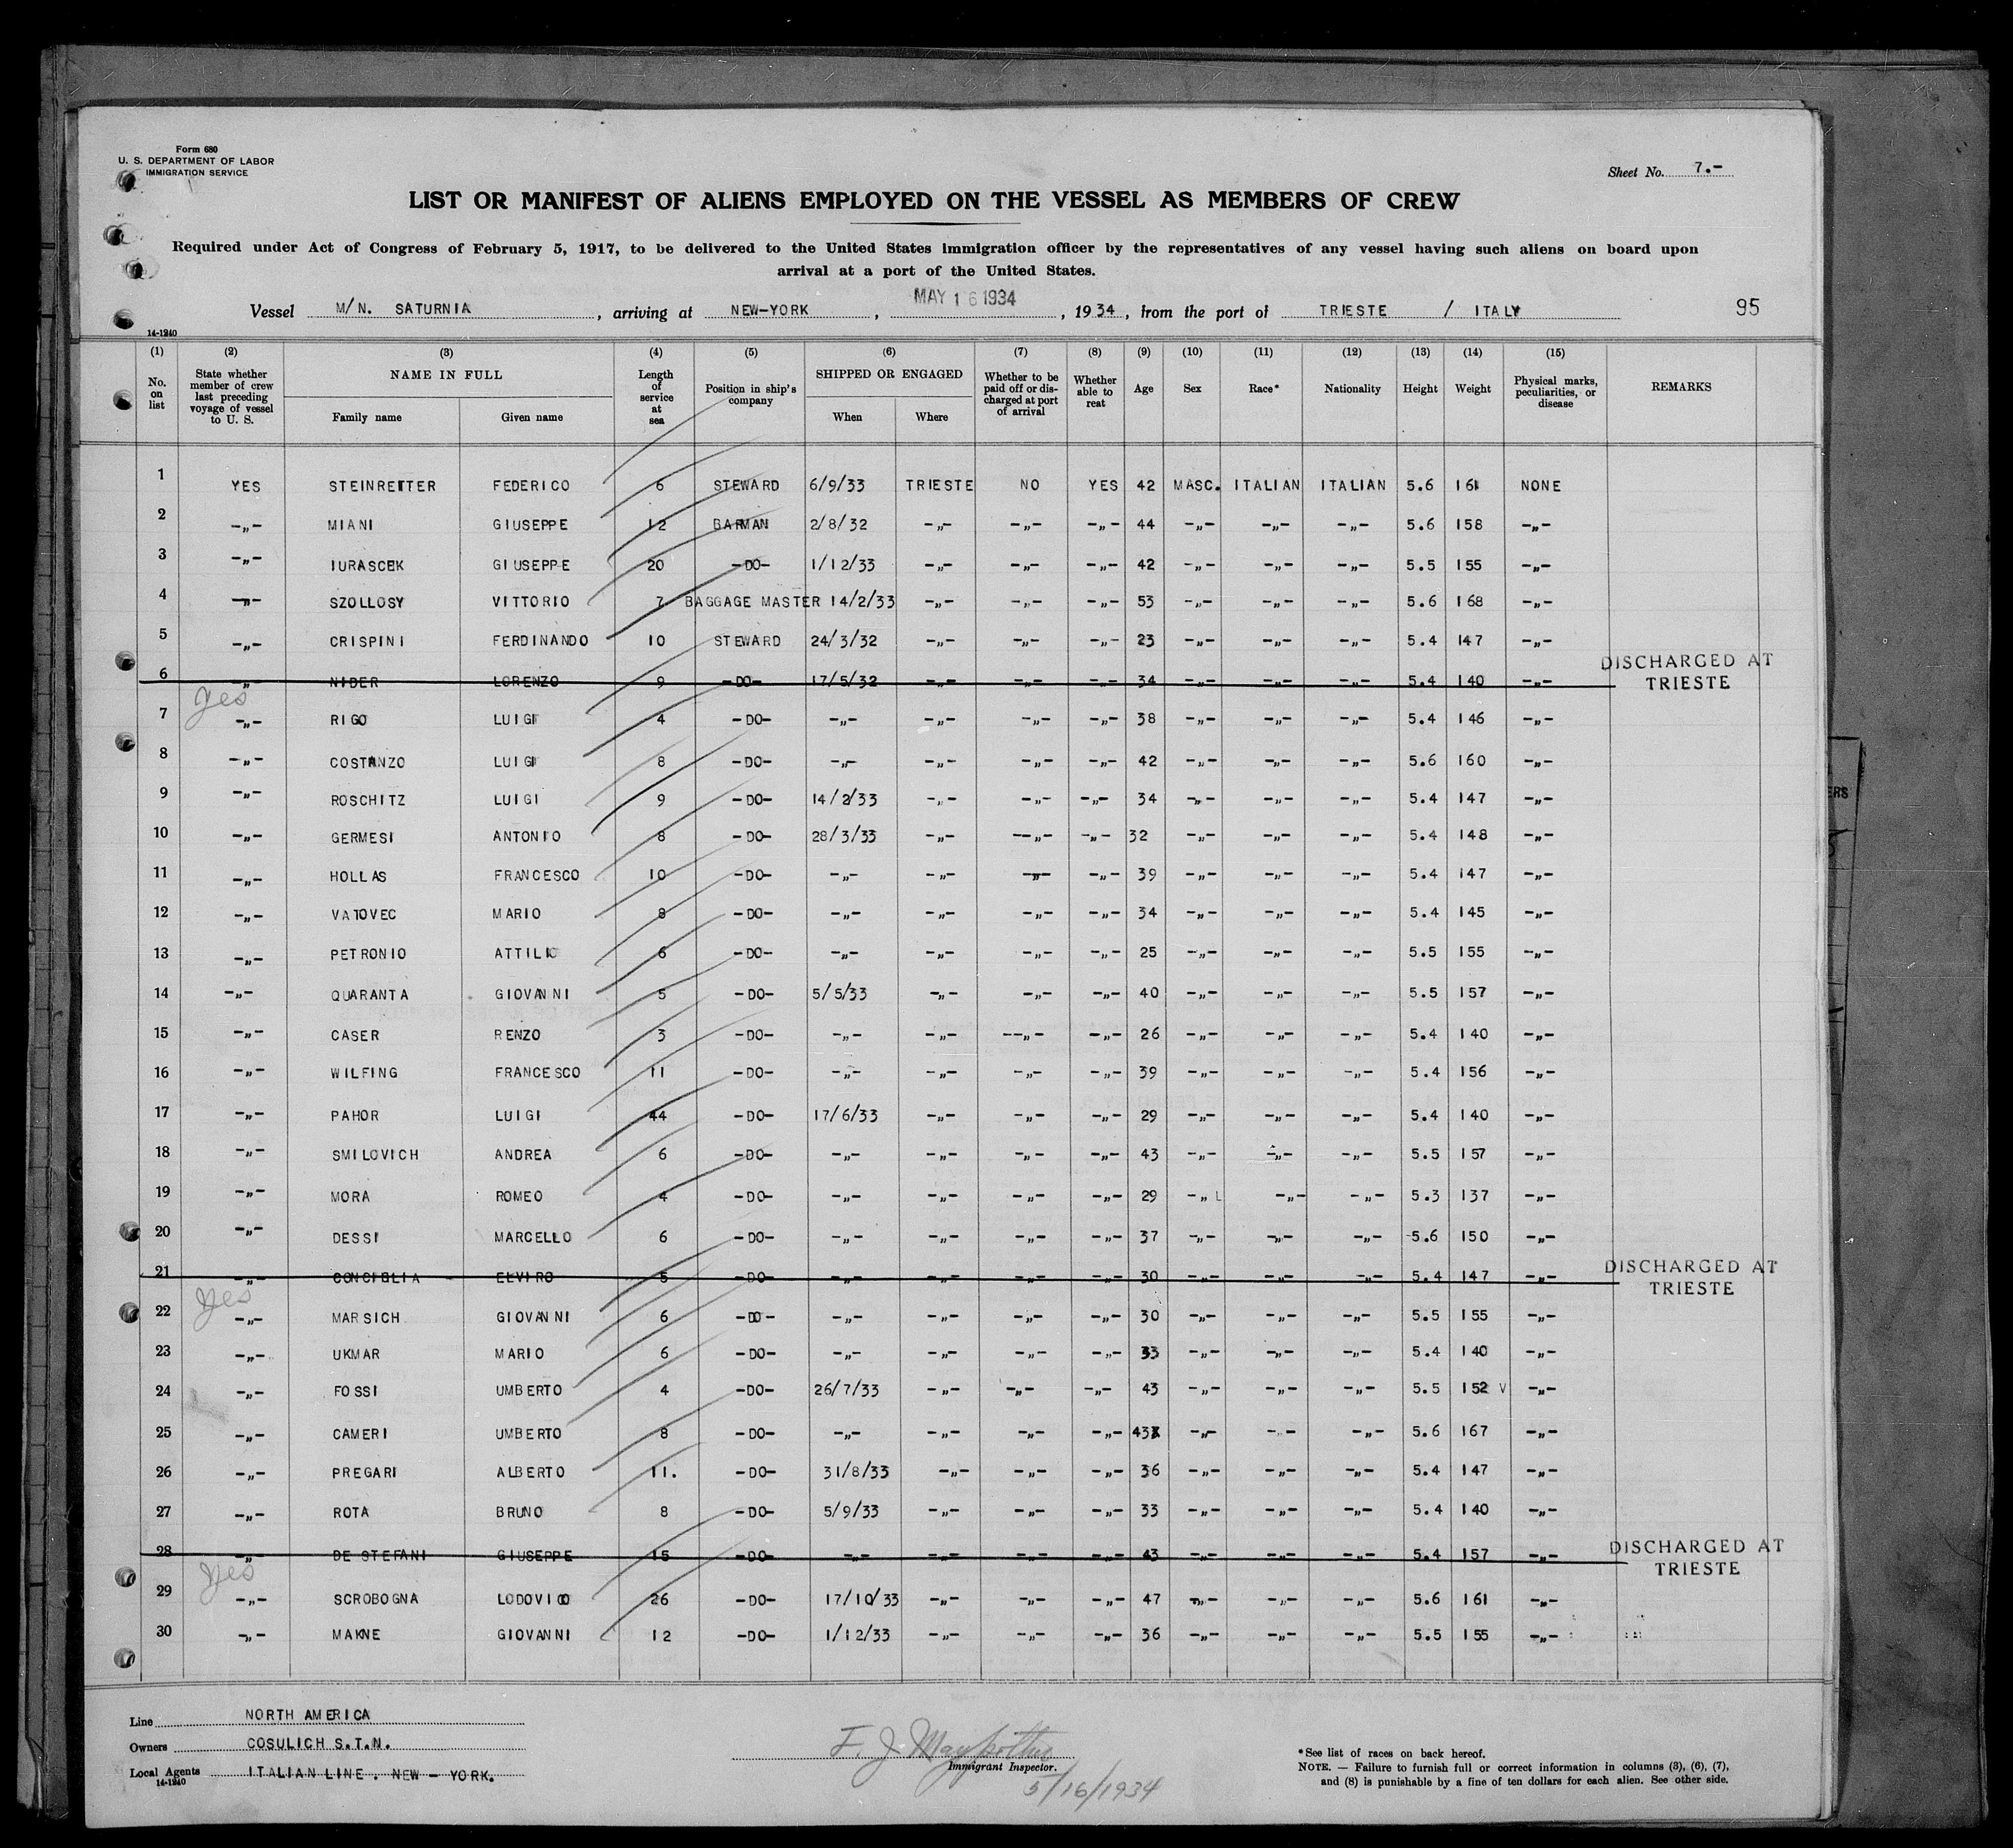 Form 680
U. S. DEPARTMENT OF LABOR
IMMIGRATION SERVICE
Sheet No. 7.-
LIST OR MANIFEST OF ALIENS EMPLOYED ON THE VESSEL AS MEMBERS OF CREW
Required under Act of Congress of February 5, 1917, to be delivered to the United States immigration officer by the representatives of any vessel having such aliens on board upon
arrival at a port of the United States.
Vessel M/N. SATURNIA, arriving at NEW-YORK, MAY 16 1934, 1934, from the port of TRIESTE / ITALY 95
14-1240
(1) (2) (3) (4) (5) (6) (7) (8) (9) (10) (11) (12) (13) (14) (15)
No. on list State whether member of crew last preceding voyage of vessel to U. S. NAME IN FULL Family name Given name Length of service at sea Position in ship's company SHIPPED OR ENGAGED When Where Whether to be paid off or discharged at port of arrival Whether able to reat Age Sex Race* Nationality Height Weight Physical marks, peculiarities, or disease REMARKS
1 YES STEINREITTER FEDERICO 6 STEWARD 6/9/33 TRIESTE NO YES 42 MASC. ITALIAN ITALIAN 5.6 161 NONE
2 -„- MIANI GIUSEPPE 12 BARMAN 2/8/32 -„- -„- -„- 44 -„- -„- -„- 5.6 158 -„-
3 -„- IURASCEK GIUSEPPE 20 -DO- 1/12/33 -„- -„- -„- 42 -„- -„- -„- 5.5 155 -„-
4 -„- SZOLLOSY VITTORIO 7 BAGGAGE MASTER 14/2/33 -„- -„- -„- 53 -„- -„- -„- 5.6 168 -„-
5 -„- CRISPINI FERDINANDO 10 STEWARD 24/3/32 -„- -„- -„- 23 -„- -„- -„- 5.4 147 -„-
6 -„- NIDER LORENZO 9 -DO- 17/5/32 -„- -„- -„- 34 -„- -„- -„- 5.4 140 -„- DISCHARGED AT TRIESTE
7 yes -„- RIGO LUIGI 4 -DO- -„- -„- -„- -„- 38 -„- -„- -„- 5.4 146 -„-
8 -„- COSTANZO LUIGI 8 -DO- -„- -„- -„- -„- 42 -„- -„- -„- 5.6 160 -„-
9 -„- ROSCHITZ LUIGI 9 -DO- 14/2/33 -„- -„- -„- 34 -„- -„- -„- 5.4 147 -„-
10 -„- GERMESI ANTONIO 8 -DO- 28/3/33 -„- --„- -„- 32 -„- -„- -„- 5.4 148 -„-
11 -„- HOLLAS FRANCESCO 10 -DO- -„- -„- -„- -„- 39 -„- -„- -„- 5.4 147 -„-
12 -„- VATOVEC MARIO 8 -DO- -„- -„- -„- -„- 34 -„- -„- -„- 5.4 145 -„-
13 -„- PETRONIO ATTILIO 6 -DO- -„- -„- -„- -„- 25 -„- -„- -„- 5.5 155 -„-
14 -„- QUARANTA GIOVANNI 5 -DO- 5/5/33 -„- -„- -„- 40 -„- -„- -„- 5.5 157 -„-
15 -„- CASER RENZO 3 -DO- -„- -„- --„- -„- 26 -„- -„- -„- 5.4 140 -„-
16 -„- WILFING FRANCESCO 11 -DO- -„- -„- -„- -„- 39 -„- -„- -„- 5.4 156 -„-
17 -„- PAHOR LUIGI 44 -DO- 17/6/33 -„- -„- -„- 29 -„- -„- -„- 5.4 140 -„-
18 -„- SMILOVICH ANDREA 6 -DO- -„- -„- -„- -„- 43 -„- -„- -„- 5.5 157 -„-
19 -„- MORA ROMEO 4 -DO- -„- -„- -„- -„- 29 -„- -„- -„- 5.3 137 -„-
20 -„- DESSI MARCELLO 6 -DO- -„- -„- -„- -„- 37 -„- -„- -„- 5.6 150 -„-
21 -„- CONCIGLIA ELVIRO 5 -DO- -„- -„- -„- -„- 30 -„- -„- -„- 5.4 147 -„- DISCHARGED AT TRIESTE
22 yes -„- MARSICH GIOVANNI 6 -DO- -„- -„- -„- -„- 30 -„- -„- -„- 5.5 155 -„-
23 -„- UKMAR MARIO 6 -DO- -„- -„- -„- -„- 33 -„- -„- -„- 5.4 140 -„-
24 -„- FOSSI UMBERTO 4 -DO- 26/7/33 -„- -„- -„- 43 -„- -„- -„- 5.5 152 V -„-
25 -„- CAMERI UMBERTO 8 -DO- -„- -„- -„- -„- 43 -„- -„- -„- 5.6 167 -„-
26 -„- PREGARI ALBERTO 11. -DO- 31/8/33 -„- -„- -„- 36 -„- -„- -„- 5.4 147 -„-
27 -„- ROTA BRUNO 8 -DO- 5/9/33 -„- -„- -„- 33 -„- -„- -„- 5.4 140 -„-
28 -„- DE STEFANI GIUSEPPE 15 -DO- -„- -„- -„- -„- 43 -„- -„- -„- 5.4 157 -„- DISCHARGED AT TRIESTE
29 yes -„- SCROBOGNA LODOVICO 26 -DO- 17/10/33 -„- -„- -„- 47 -„- -„- -„- 5.6 161 -„-
30 -„- MAKNE GIOVANNI 12 -DO- 1/12/33 -„- -„- -„- 36 -„- -„- -„- 5.5 155 -„-
Line NORTH AMERICA
Owners COSULICH S.T.N.
Local Agents ITALIAN LINE. NEW-YORK.
14-1240
F. J.
Immigrant Inspector.
5/16/1934
*See list of races on back hereof.
NOTE. — Failure to furnish full or correct information in columns (3), (6), (7),
and (8) is punishable by a fine of ten dollars for each alien. See other side.